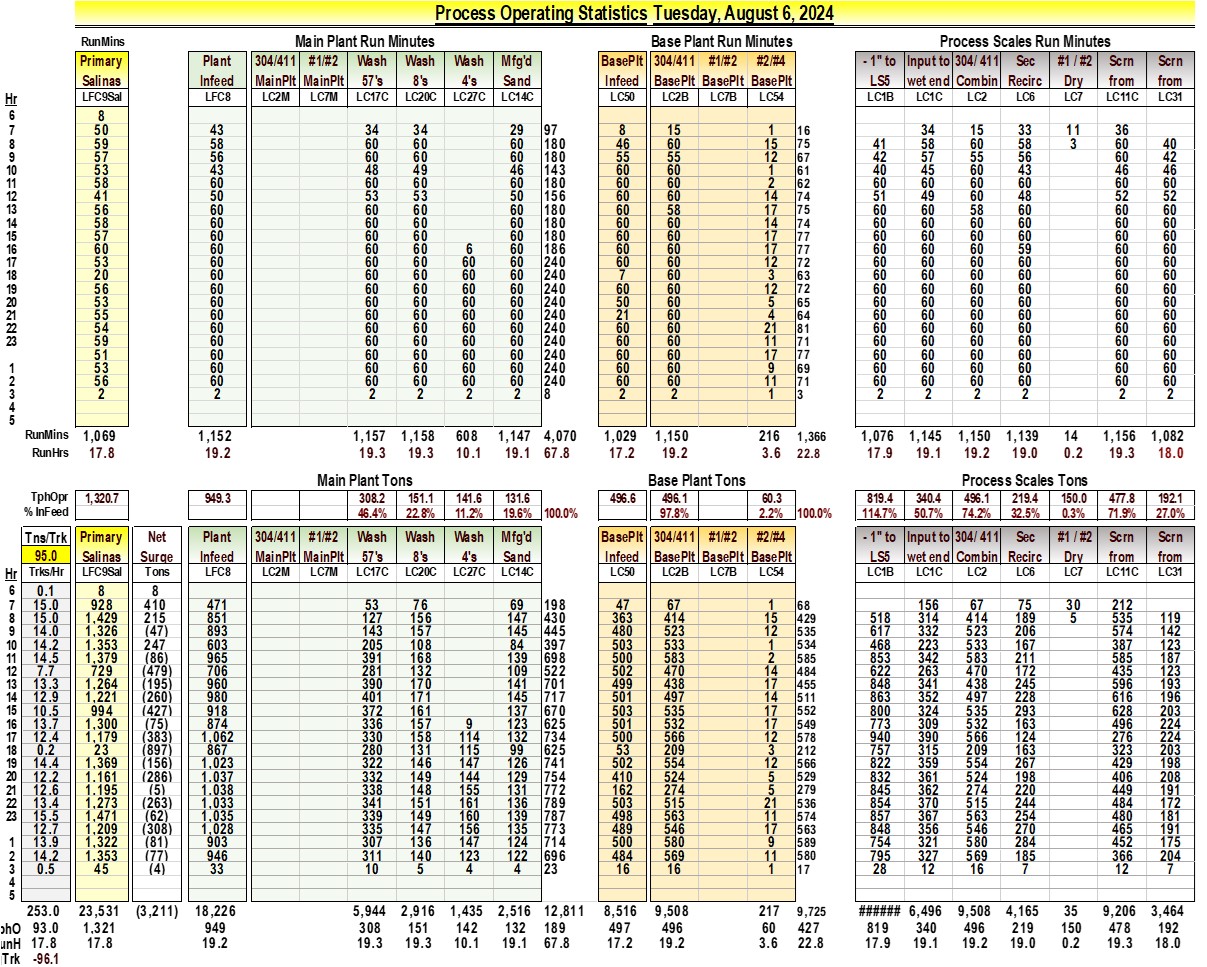 Process Operating Statistics Tuesday, August 6, 2024
RunMins Main Plant Run Minutes Base Plant Run Minutes Process Scales Run Minutes
Primary Plant 304/411 #1/#2 Wash Wash Wash Mfg'd BasePlt 304/411 #1/#2 #2/#4 - 1" to Input to 304/ 411 Sec #1 / #2 Scrn Scrn
Salinas Infeed MainPlt MainPlt 57's 8's 4's Sand Infeed BasePlt BasePlt BasePlt LS5 wet end Combin Recirc Dry from from
Hr LFC9Sal LFC8 LC2M LC7M LC17C LC20C LC27C LC14C LC50 LC2B LC7B LC54 LC1B LC1C LC2 LC6 LC7 LC11C LC31
6 8
7 50 43 34 34 29 97 8 15 1 16 34 15 33 11 36
8 59 58 60 60 60 180 46 60 15 75 41 58 60 58 3 60 40
9 57 56 60 60 60 180 55 55 12 67 42 57 55 56 60 42
10 53 43 48 49 46 143 60 60 1 61 40 45 60 43 46 46
11 58 60 60 60 60 180 60 60 2 62 60 60 60 60 60 60
12 41 50 53 53 50 156 60 60 14 74 51 49 60 48 52 52
13 56 60 60 60 60 180 60 58 17 75 60 60 58 60 60 60
14 58 60 60 60 60 180 60 60 14 74 60 60 60 60 60 60
15 57 60 60 60 60 180 60 60 17 77 60 60 60 60 60 60
16 60 60 60 60 6 60 186 60 60 17 77 60 60 60 59 60 60
17 53 60 60 60 60 60 240 60 60 12 72 60 60 60 60 60 60
18 20 60 60 60 60 60 240 7 60 3 63 60 60 60 60 60 60
19 56 60 60 60 60 60 240 60 60 12 72 60 60 60 60 60 60
20 53 60 60 60 60 60 240 50 60 5 65 60 60 60 60 60 60
21 55 60 60 60 60 60 240 21 60 4 64 60 60 60 60 60 60
22 54 60 60 60 60 60 240 60 60 21 81 60 60 60 60 60 60
23 59 60 60 60 60 60 240 60 60 11 71 60 60 60 60 60 60
51 60 60 60 60 60 240 60 60 17 77 60 60 60 60 60 60
1 53 60 60 60 60 60 240 60 60 9 69 60 60 60 60 60 60
2 56 60 60 60 60 60 240 60 60 11 71 60 60 60 60 60 60
3 2 2 2 2 2 2 8 2 2 1 3 2 2 2 2 2 2
4
5
RunMins 1,069 1,152 1,157 1,158 608 1,147 4,070 1,029 1,150 216 1,366 1,076 1,145 1,150 1,139 14 1,156 1,082
RunHrs 17.8 19.2 19.3 19.3 10.1 19.1 67.8 17.2 19.2 3.6 22.8 17.9 19.1 19.2 19.0 0.2 19.3 18.0
Main Plant Tons Base Plant Tons Process Scales Tons
TphOpr 1,320.7 949.3 308.2 151.1 141.6 131.6 496.6 496.1 60.3 819.4 340.4 496.1 219.4 150.0 477.8 192.1
% InFeed 46.4% 22.8% 11.2% 19.6% 100.0% 97.8% 2.2% 100.0% 114.7% 50.7% 74.2% 32.5% 0.3% 71.9% 27.0%
Tns/Trk Primary Net Plant 304/411 #1/#2 Wash Wash Wash Mfg'd BasePlt 304/411 #1/#2 #2/#4 - 1" to Input to 304/ 411 Sec #1 / #2 Scrn Scrn
95.0 Salinas Surge Infeed MainPlt MainPlt 57's 8's 4's Sand Infeed BasePlt BasePlt BasePlt LS5 wet end Combin Recirc Dry from from
Hr Trks/Hr LFC9Sal Tons LFC8 LC2M LC7M LC17C LC20C LC27C LC14C LC50 LC2B LC7B LC54 LC1B LC1C LC2 LC6 LC7 LC11C LC31
6 0.1 8 8
7 15.0 928 410 471 53 76 69 198 47 67 1 68 156 67 75 30 212
8 15.0 1,429 215 851 127 156 147 430 363 414 15 429 518 314 414 189 5 535 119
9 14.0 1,326 (47) 893 143 157 145 445 480 523 12 535 617 332 523 206 574 142
10 14.2 1,353 247 603 205 108 84 397 503 533 1 534 468 223 533 167 387 123
11 14.5 1,379 (86) 965 391 168 139 698 500 583 2 585 853 342 583 211 585 187
12 7.7 729 (479) 706 281 132 109 522 502 470 14 484 622 263 470 172 435 123
13 13.3 1,264 (195) 960 390 170 141 701 499 438 17 455 848 341 438 245 596 193
14 12.9 1,221 (260) 980 401 171 145 717 501 497 14 511 863 352 497 228 616 196
15 10.5 994 (427) 918 372 161 137 670 503 535 17 552 800 324 535 293 628 203
16 13.7 1,300 (75) 874 336 157 9 123 625 501 532 17 549 773 309 532 163 496 224
17 12.4 1,179 (383) 1,062 330 158 114 132 734 500 566 12 578 940 390 566 124 276 224
18 0.2 23 (897) 867 280 131 115 99 625 53 209 3 212 757 315 209 163 323 203
19 14.4 1,369 (156) 1,023 322 146 147 126 741 502 554 12 566 822 359 554 267 429 198
20 12.2 1,161 (286) 1,037 332 149 144 129 754 410 524 5 529 832 361 524 198 406 208
21 12.6 1,195 (5) 1,038 338 148 155 131 772 162 274 5 279 845 362 274 220 449 191
22 13.4 1,273 (263) 1,033 341 151 161 136 789 503 515 21 536 854 370 515 244 484 172
23 15.5 1,471 (62) 1,035 339 149 160 139 787 498 563 11 574 857 367 563 254 480 181
12.7 1,209 (308) 1,028 335 147 156 135 773 489 546 17 563 848 356 546 270 465 191
1 13.9 1,322 (81) 903 307 136 147 124 714 500 580 9 589 754 321 580 284 452 175
2 14.2 1,353 (77) 946 311 140 123 122 696 484 569 11 580 795 327 569 185 366 204
3 0.5 45 (4) 33 10 5 4 4 23 16 16 1 17 28 12 16 7 12 7
4
5
253.0 23,531 (3,211) 18,226 5,944 2,916 1,435 2,516 12,811 8,516 9,508 217 9,725 ###### 6,496 9,508 4,165 35 9,206 3,464
phO 93.0 1,321 949 308 151 142 132 189 497 496 60 427 819 340 496 219 150 478 192
unH 17.8 17.8 19.2 19.3 19.3 10.1 19.1 67.8 17.2 19.2 3.6 22.8 17.9 19.1 19.2 19.0 0.2 19.3 18.0
Trk -96.1